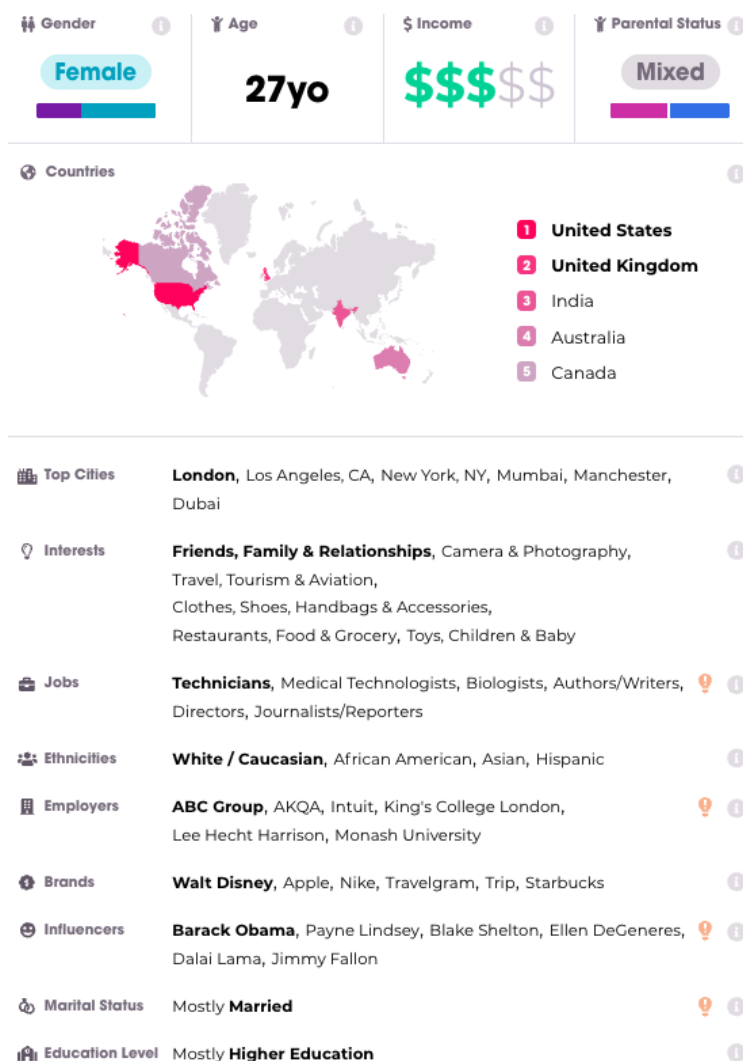 Gender
Age
$ Income
Parental Status
Female
27yo
$$$$$
Mixed
Countries
1 United States
2 United Kingdom
3 India
4 Australia
5 Canada
Top Cities
London, Los Angeles, CA, New York, NY, Mumbai, Manchester,
Dubai
Interests
Friends, Family & Relationships, Camera & Photography,
Travel, Tourism & Aviation,
Clothes, Shoes, Handbags & Accessories,
Restaurants, Food & Grocery, Toys, Children & Baby
Jobs
Technicians, Medical Technologists, Biologists, Authors/Writers,
Directors, Journalists/Reporters
Ethnicities
White / Caucasian, African American, Asian, Hispanic
Employers
ABC Group, AKQA, Intuit, King's College London,
Lee Hecht Harrison, Monash University
Brands
Walt Disney, Apple, Nike, Travelgram, Trip, Starbucks
Influencers
Barack Obama, Payne Lindsey, Blake Shelton, Ellen DeGeneres,
Dalai Lama, Jimmy Fallon
Marital Status
Mostly Married
Education Level
Mostly Higher Education